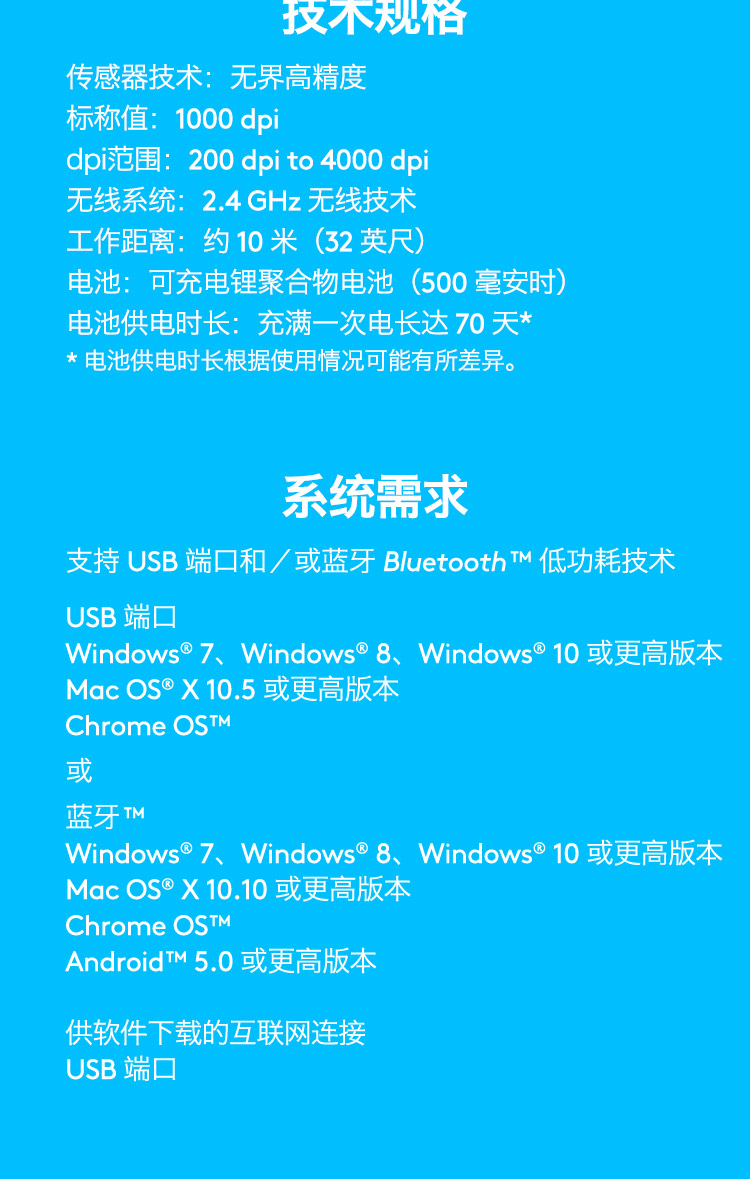 技术规格
传感器技术：无界高精度
标称值：1000 dpi
dpi范围：200 dpi to 4000 dpi
无线系统：2.4 GHz 无线技术
工作距离：约 10 米（32 英尺）
电池：可充电锂聚合物电池（500 毫安时）
电池供电时长：充满一次电长达 70 天*
* 电池供电时长根据使用情况可能有所差异。
系统需求
支持 USB 端口和／或蓝牙 Bluetooth™ 低功耗技术
USB 端口
Windows® 7、Windows® 8、Windows® 10 或更高版本
Mac OS® X 10.5 或更高版本
Chrome OS™
或
蓝牙™
Windows® 7、Windows® 8、Windows® 10 或更高版本
Mac OS® X 10.10 或更高版本
Chrome OS™
Android™ 5.0 或更高版本
供软件下载的互联网连接
USB 端口